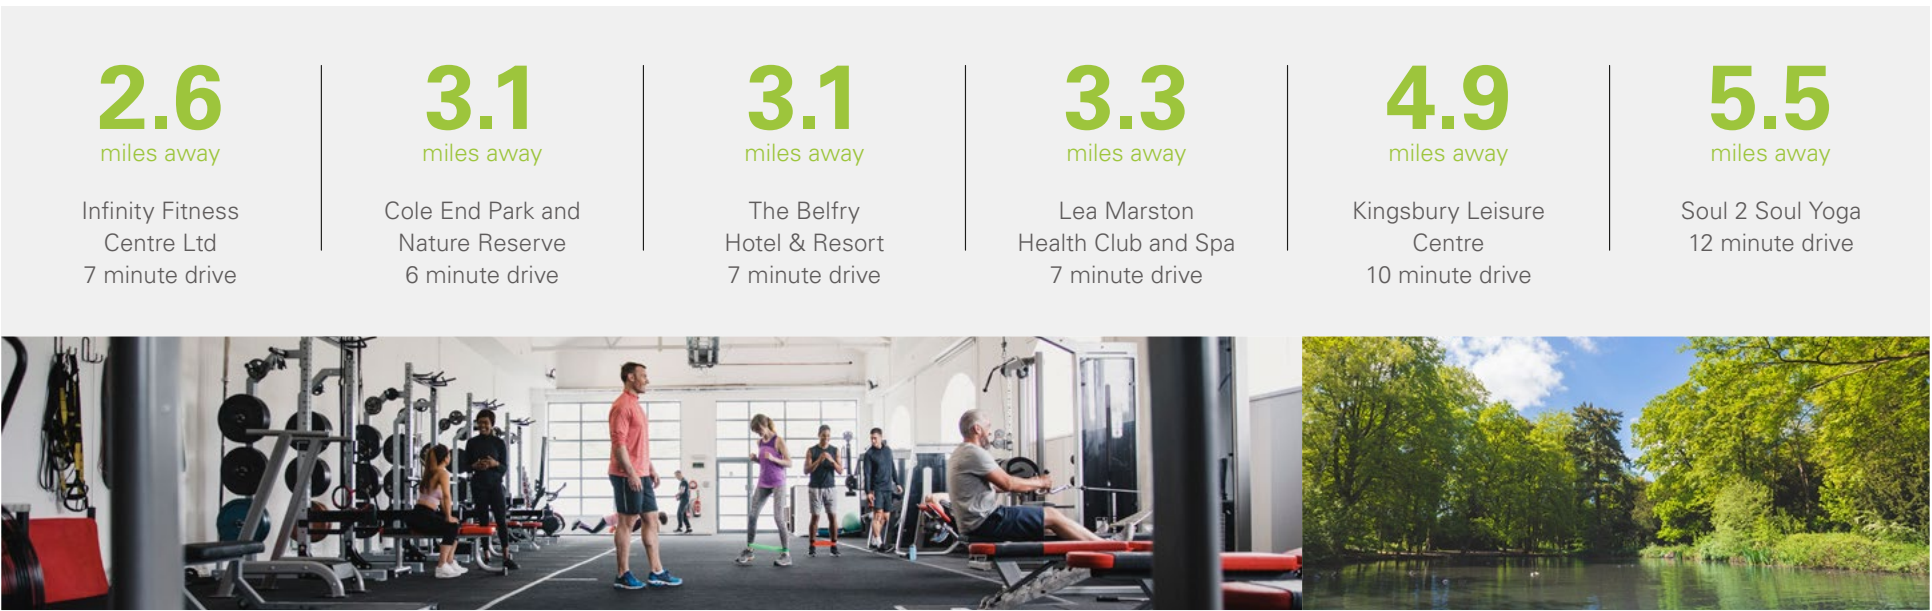 2.6
miles away
Infinity Fitness
Centre Ltd
7 minute drive
3.1
miles away
Cole End Park and
Nature Reserve
6 minute drive
3.1
miles away
The Belfry
Hotel & Resort
7 minute drive
3.3
miles away
Lea Marston
Health Club and Spa
7 minute drive
4.9
miles away
Kingsbury Leisure
Centre
10 minute drive
5.5
miles away
Soul 2 Soul Yoga
12 minute drive